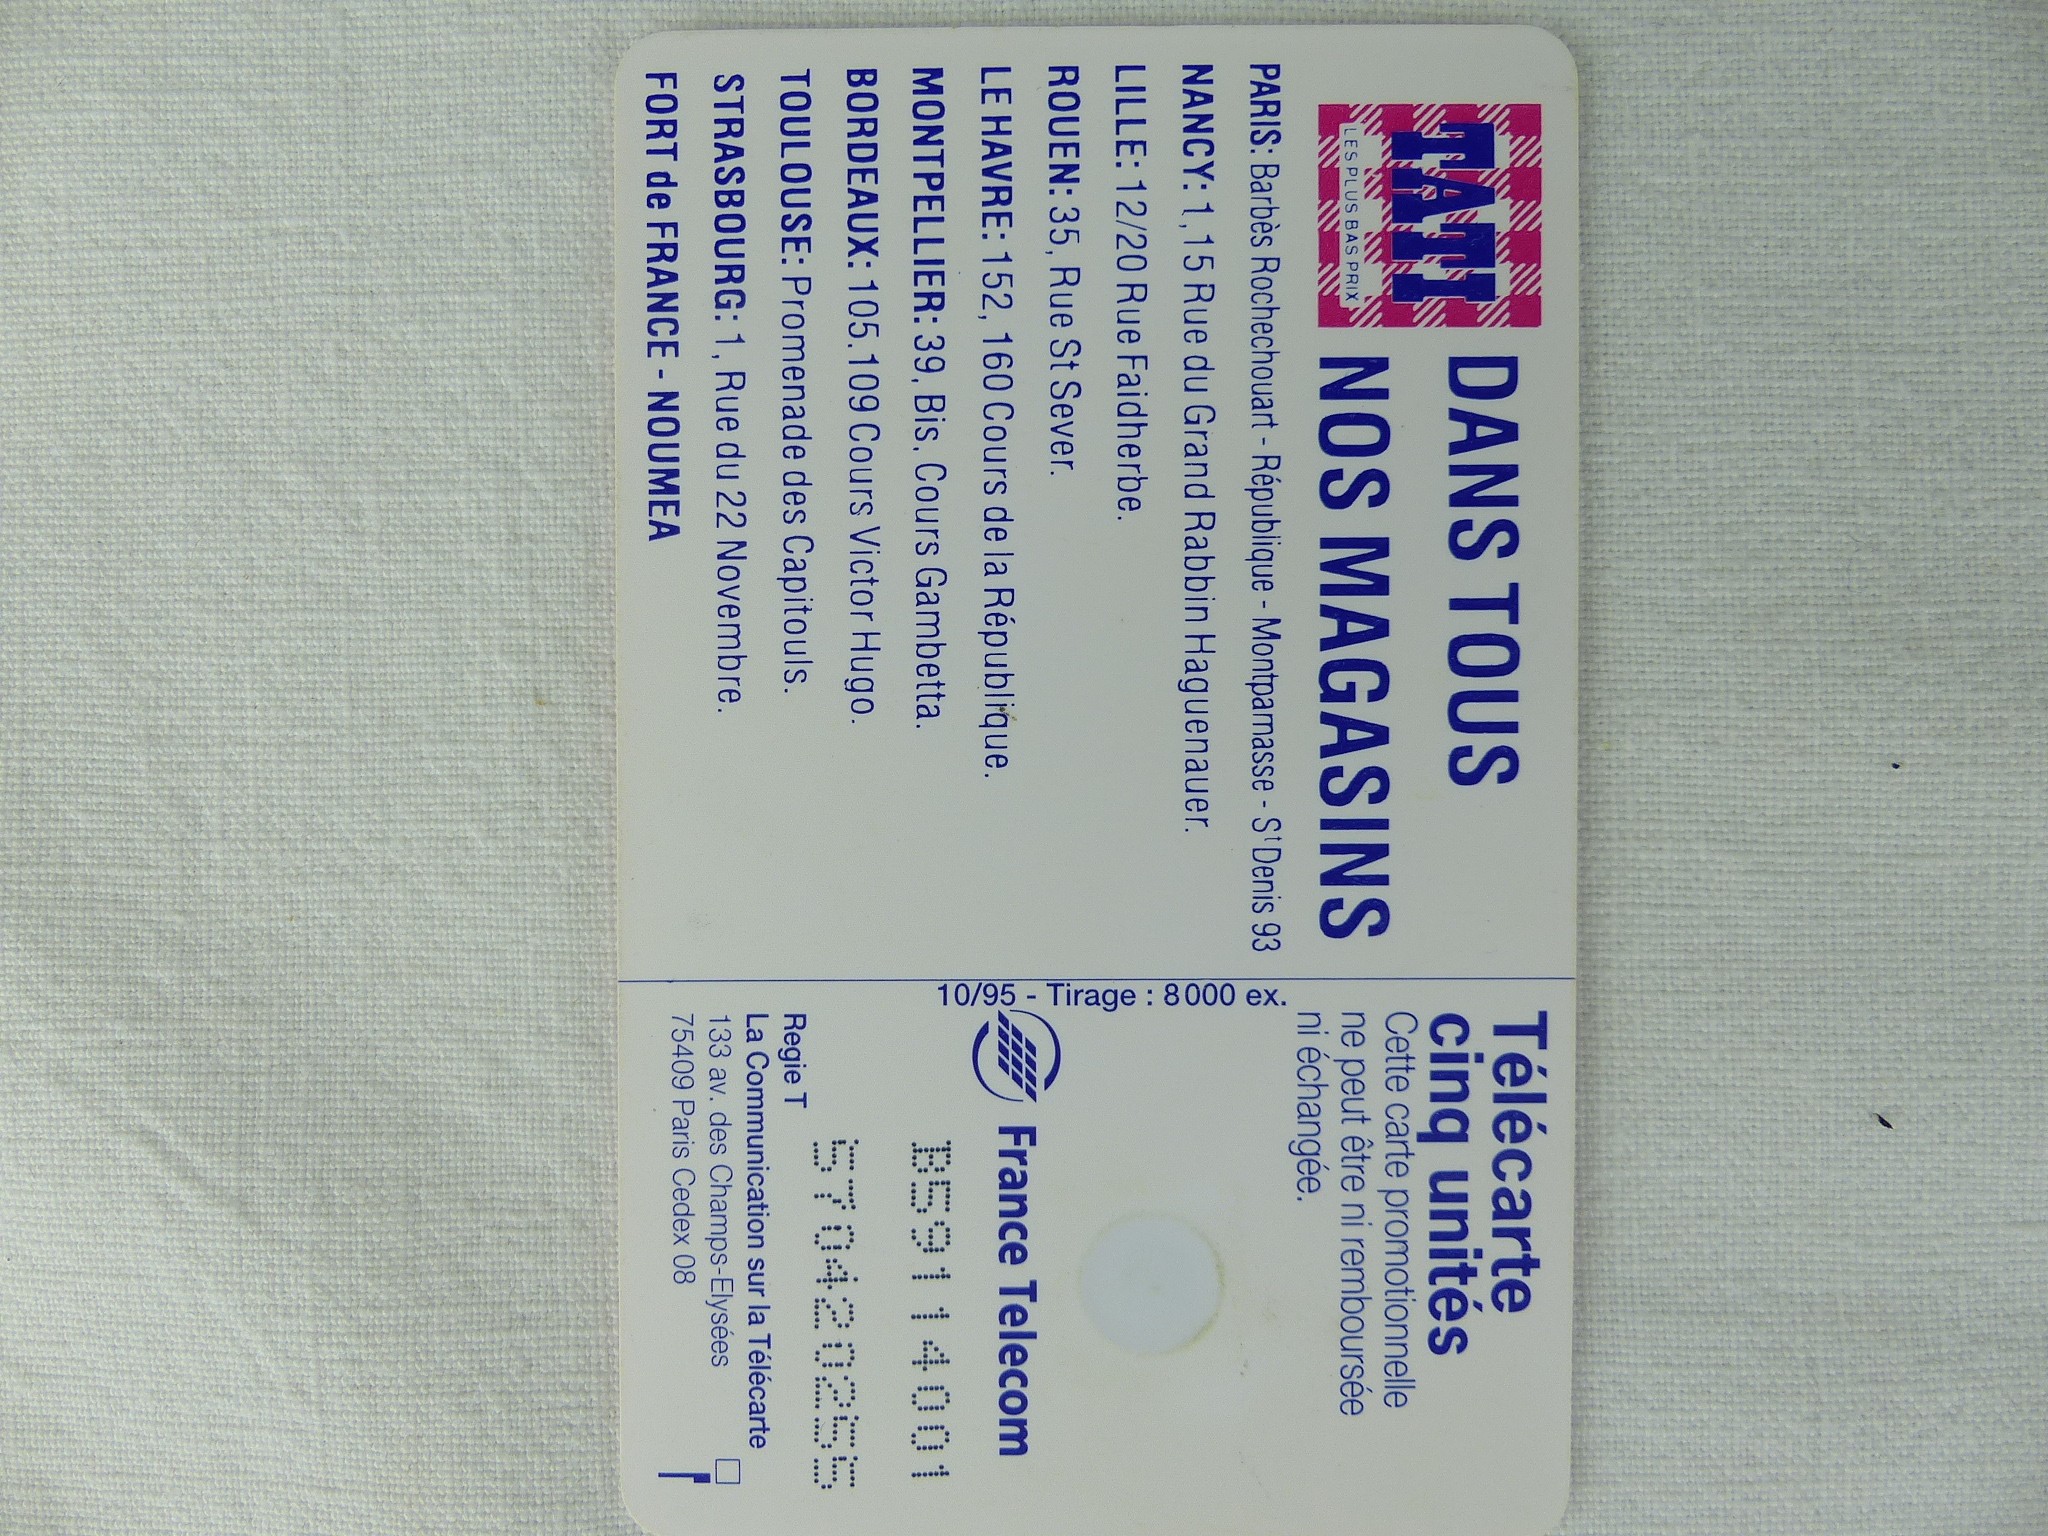 TATI
LES PLUS BAS PRIX
DANS TOUS
NOS MAGASINS
PARIS: Barbès Rochechouart - République - Montparnasse - St Denis 93
NANCY: 1, 15 Rue du Grand Rabbin Haguenauer.
LILLE: 12/20 Rue Faidherbe.
ROUEN: 35, Rue St Sever.
LE HAVRE: 152, 160 Cours de la République.
MONTPELLIER: 39, Bis, Cours Gambetta.
BORDEAUX: 105.109 Cours Victor Hugo.
TOULOUSE: Promenade des Capitouls.
STRASBOURG: 1, Rue du 22 Novembre.
FORT de FRANCE - NOUMEA
10/95 - Tirage : 8000 ex.
Télécarte
cinq unités
Cette carte promotionnelle
ne peut être ni remboursée
ni échangée.
France Telecom
B59114001
570420255
Regie T
La Communication sur la Télécarte
133 av. des Champs-Elysées
75409 Paris Cedex 08